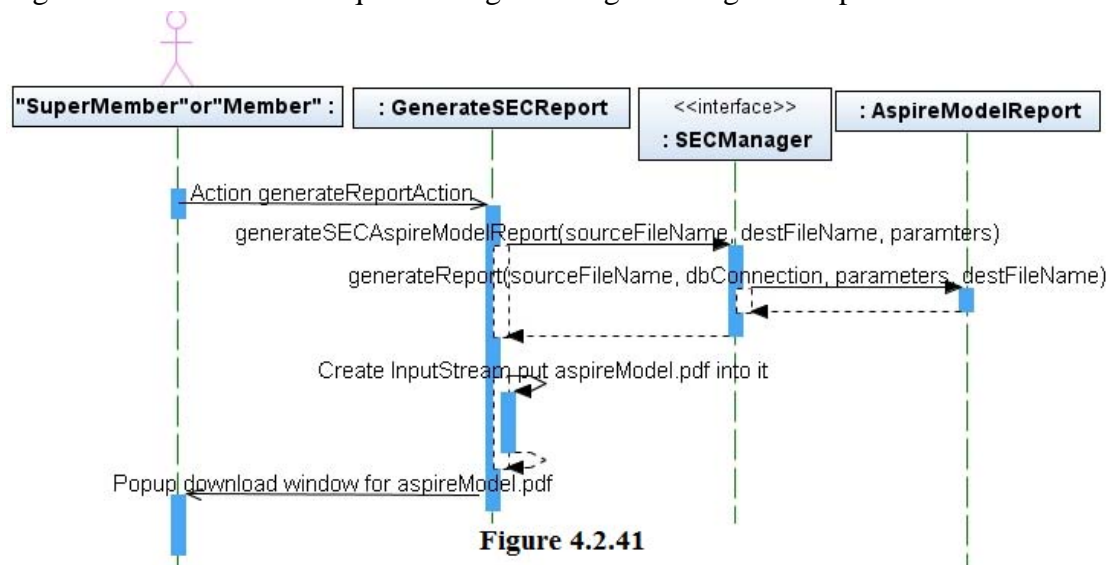 "SuperMember"or"Member" :
: GenerateSECReport
<<interface>>
: SECManager
: AspireModelReport
Action generateReportAction
generateSECAspireModelReport(sourceFileName, destFileName, paramters)
generateReport(sourceFileName, dbConnection, parameters, destFileName)
Create InputStream put aspireModel.pdf into it
Popup download window for aspireModel.pdf
Figure 4.2.41